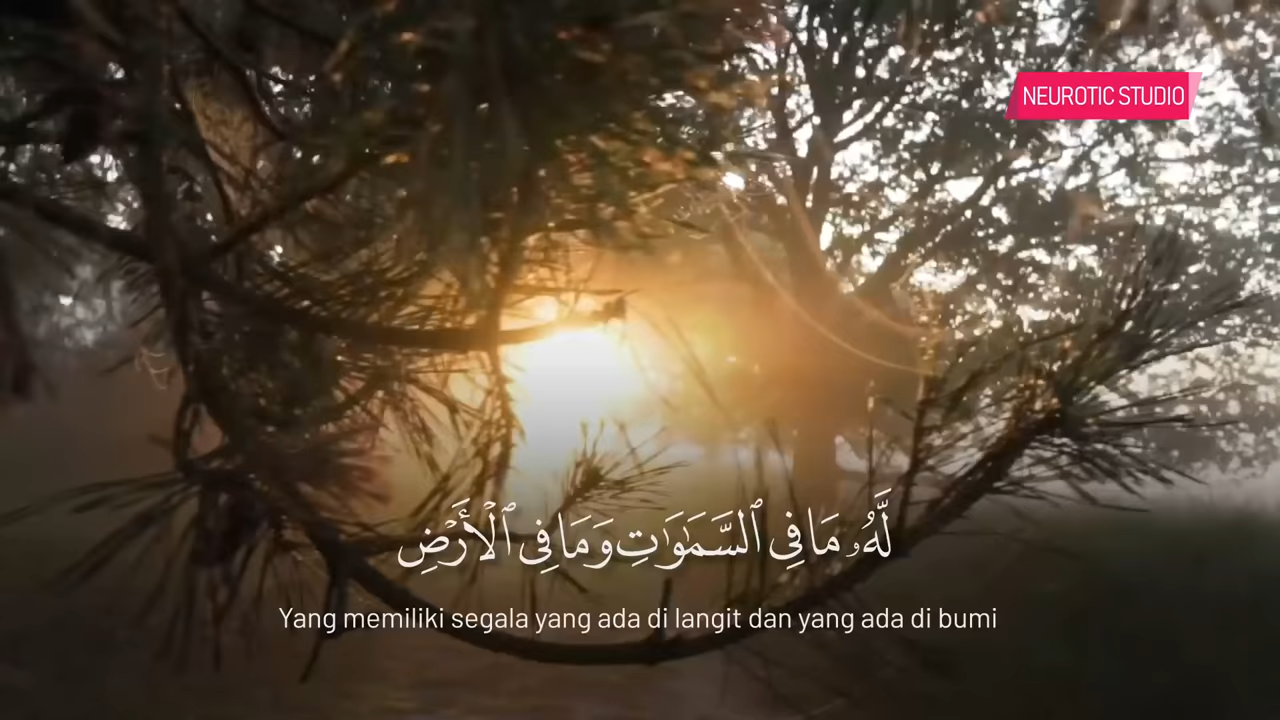 NEUROTIC STUDIO
لَّهُۥ مَا فِى ٱلسَّمَٰوَٰتِ وَمَا فِى ٱلْأَرْضِ
Yang memiliki segala yang ada di langit dan yang ada di bumi